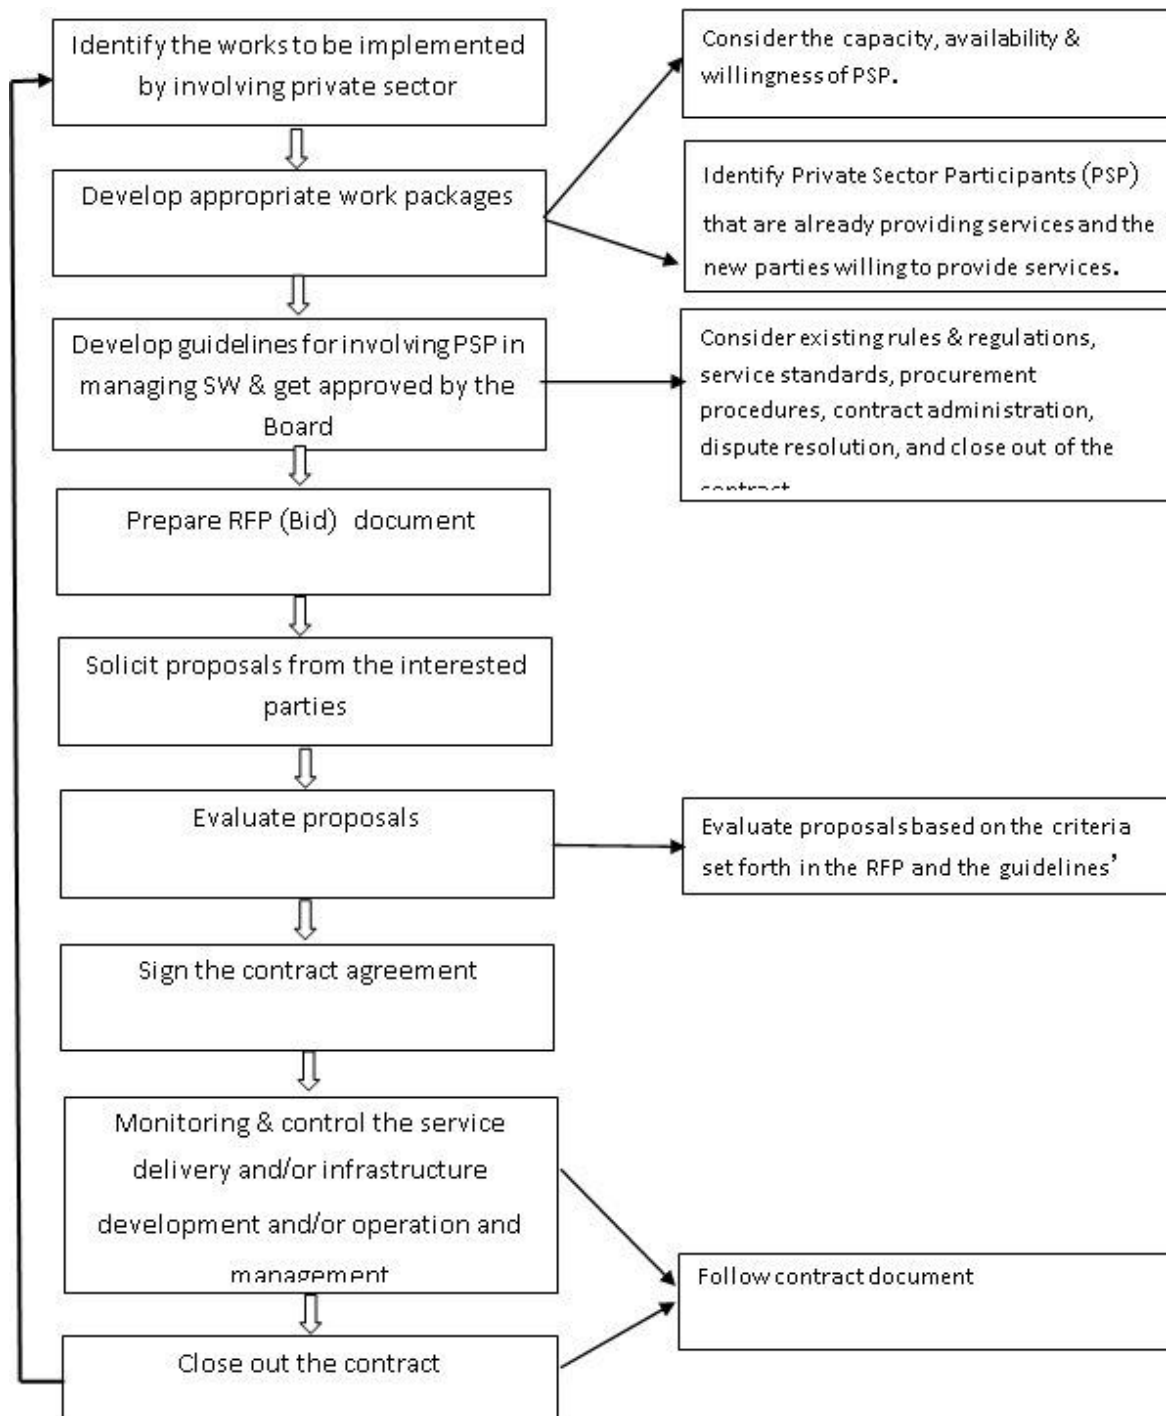 Identify the works to be implemented
by involving private sector
Consider the capacity, availability &
willingness of PSP.
Develop appropriate work packages
Identify Private Sector Participants (PSP)
that are already providing services and the
new parties willing to provide services.
Develop guidelines for involving PSP in
managing SW & get approved by the
Board
Consider existing rules & regulations,
service standards, procurement
procedures, contract administration,
dispute resolution, and close out of the
contract
Prepare RFP (Bid) document
Solicit proposals from the interested
parties
Evaluate proposals
Evaluate proposals based on the criteria
set forth in the RFP and the guidelines’
Sign the contract agreement
Monitoring & control the service
delivery and/or infrastructure
development and/or operation and
management
Follow contract document
Close out the contract